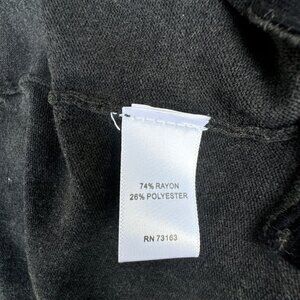 74% RAYON
26% POLYESTER
RN 73163